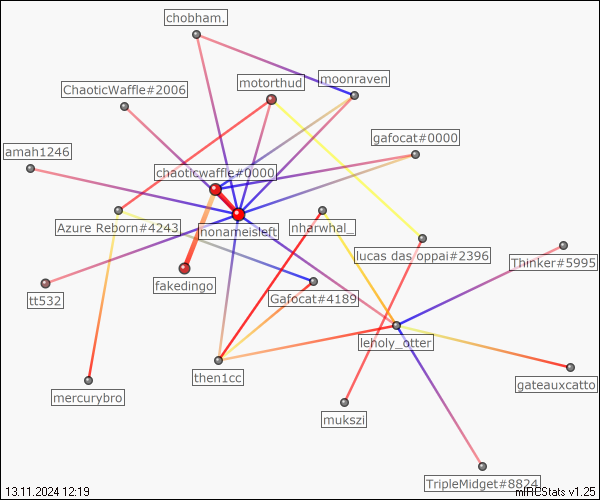 chobham.
motorthud
moonraven
ChaoticWaffle#2006
gafocat#0000
amah1246
chaoticwaffle#0000
Azure Reborn#4243
nonameisleft
nharwhal_
lucas das oppai#2396
Thinker#5995
fakedingo
tt532
Gafocat#4189
leholy_otter
then1cc
gateauxcatto
mercurybro
mukszi
TripleMidget#8824
13.11.2024 12:19
mIRCStats v1.25